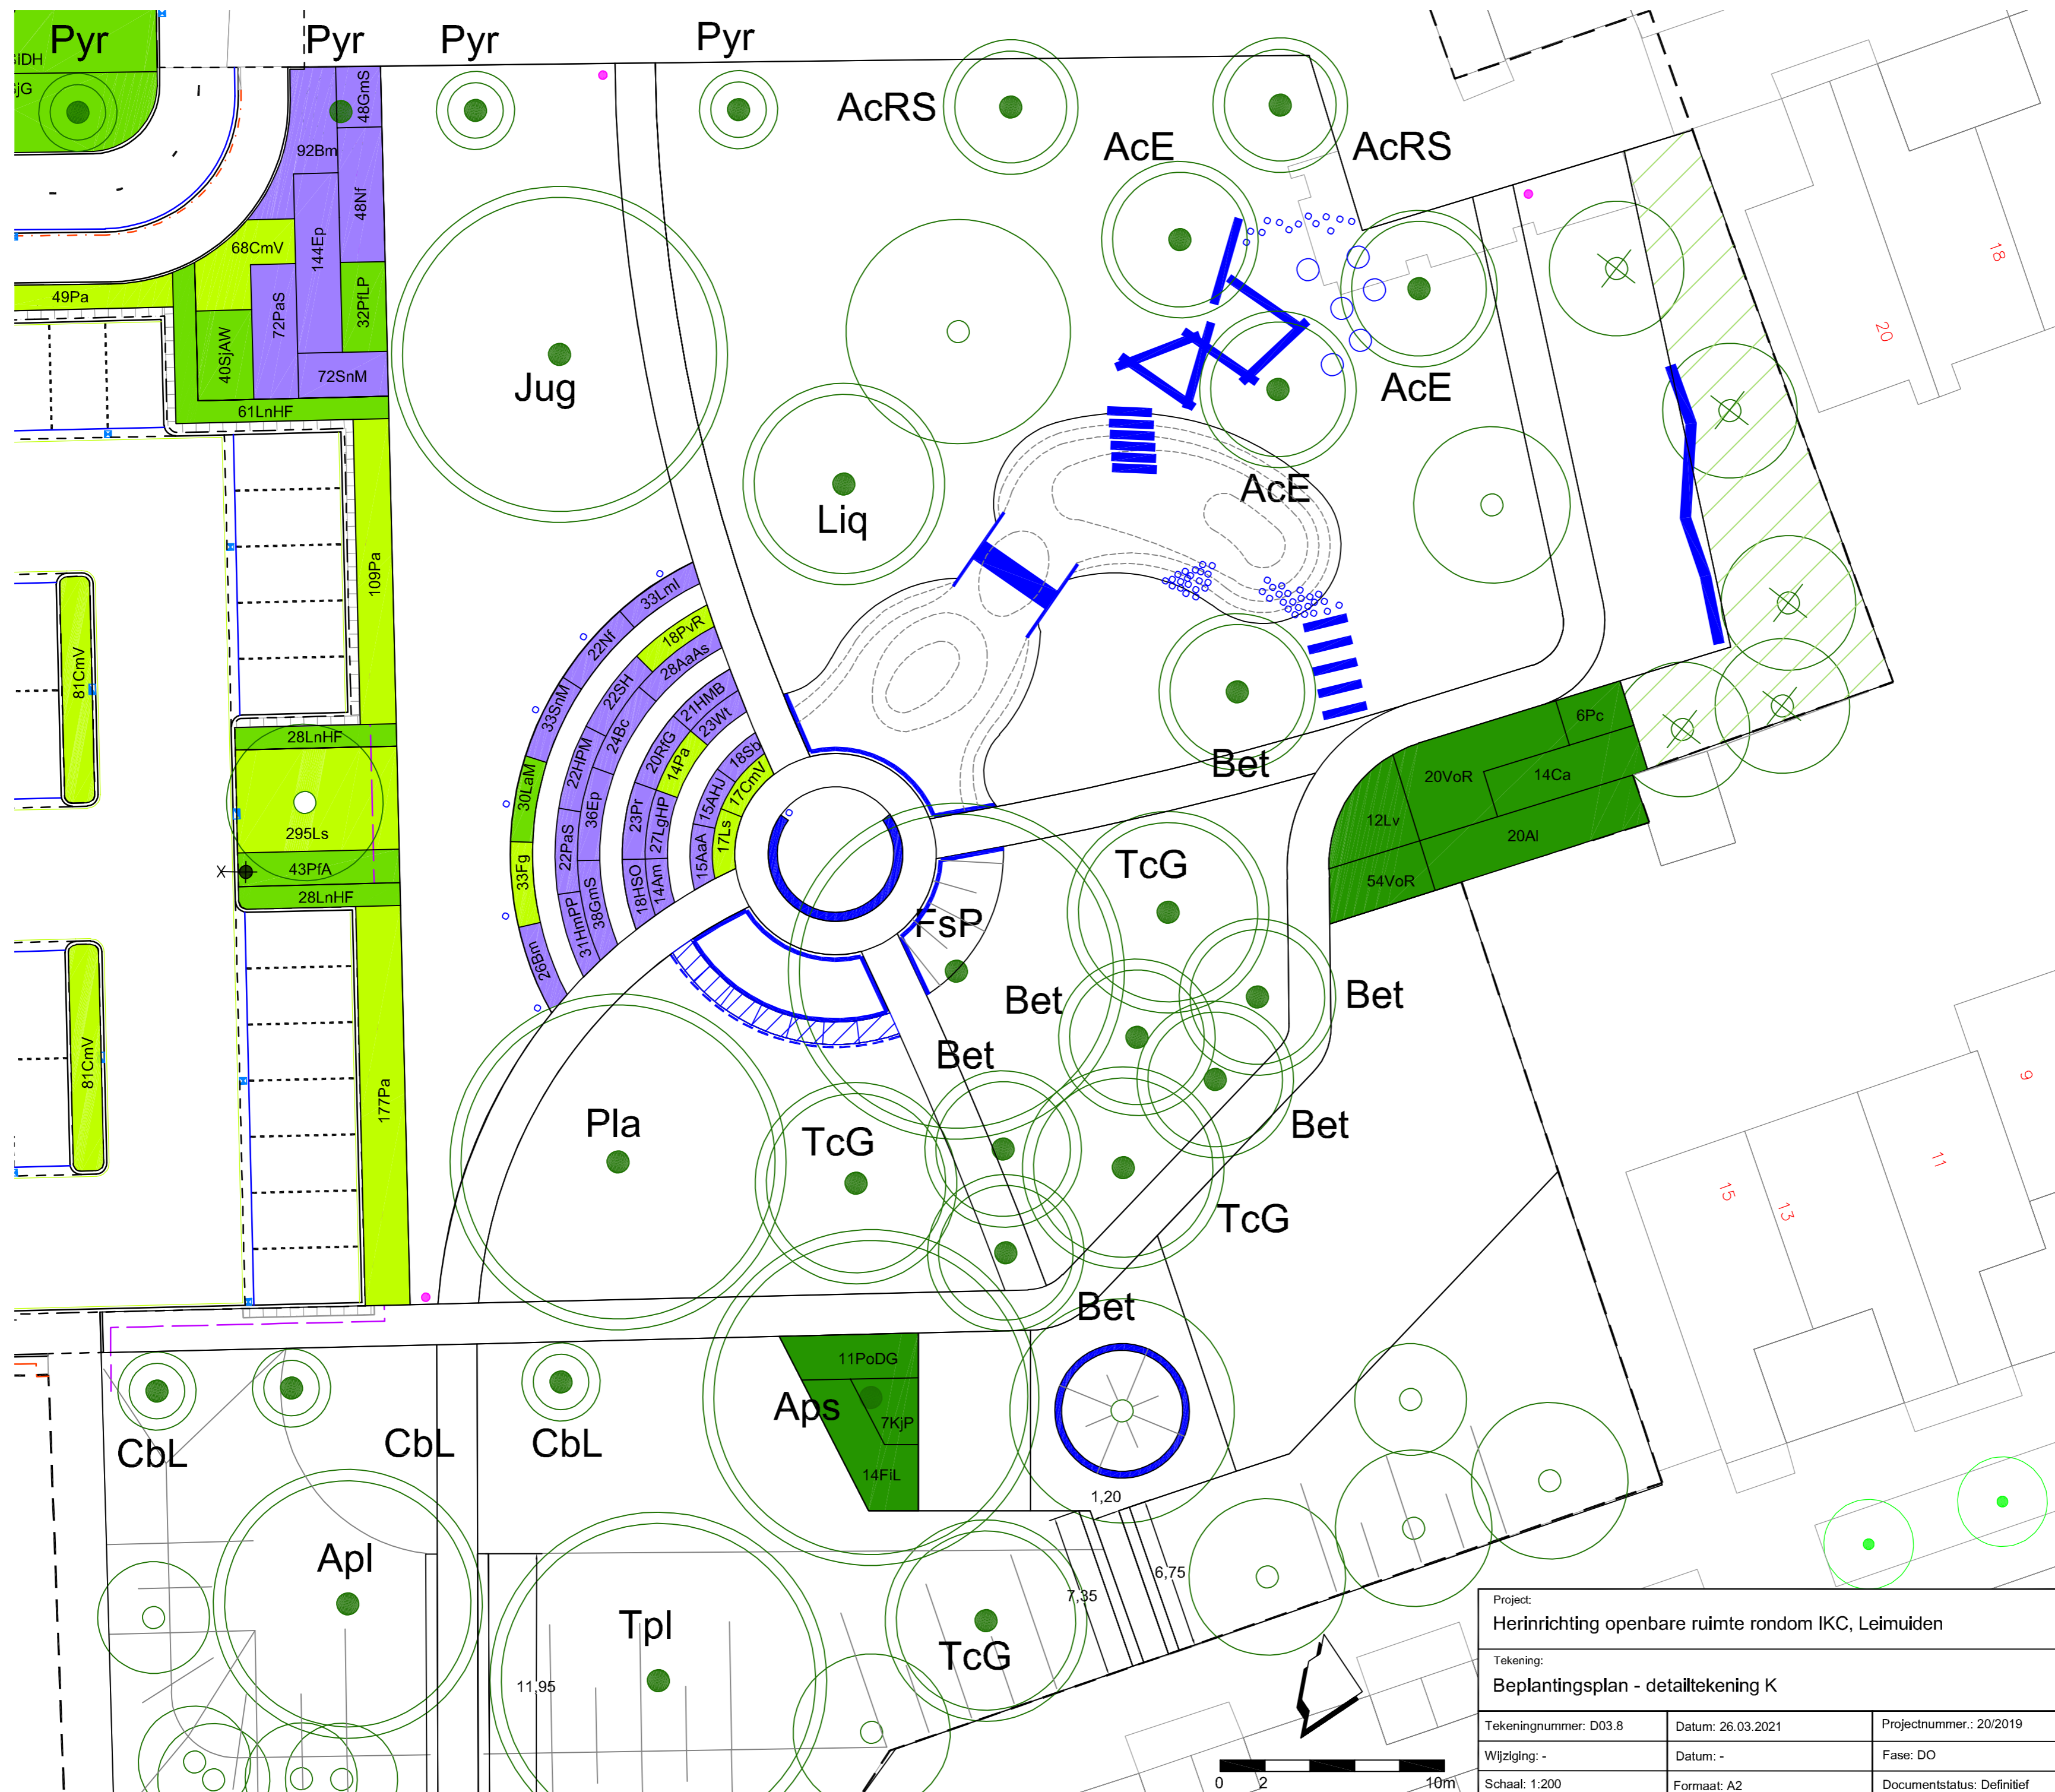 Pyr
Pyr
Pyr
Pyr
SIDH
SjG
48GmS
92Bm
48Nf
144Ep
68CmV
49Pa
72PaS
32PfLP
40SjAW
72SnM
61LnHF
AcRS
AcE
AcRS
AcE
AcE
Jug
Liq
18
20
109Pa
81CmV
28LnHF
295Ls
43PfA
28LnHF
X
81CmV
177Pa
33Lml
22Nf
33SnM
30LaM
33Fg
26Bm
18PvR
28AaAs
22SH
24Bc
22HPM
36Ep
22PaS
38GmS
31HmPP
21HMB
23Wt
20RfG
14Pa
23Pr
27LgHP
18HSO
14Am
18Sb
17CmV
15AHJ
17Ls
15AaA
Bet
6Pc
20VoR
14Ca
12Lv
20Al
54VoR
TcG
FsP
Bet
Bet
Bet
Bet
Pla
TcG
TcG
Bet
9
11
13
15
CbL
CbL
CbL
Aps
11PoDG
7KjP
14FiL
1,20
7,35
6,75
11,95
Apl
Tpl
TcG
0 2 10m
Project:
Herinrichting openbare ruimte rondom IKC, Leimuiden
Tekening:
Beplantingsplan - detailtekening K
Tekeningnummer: D03.8 Datum: 26.03.2021 Projectnummer.: 20/2019
Wijziging: - Datum: - Fase: DO
Schaal: 1:200 Formaat: A2 Documentstatus: Definitief